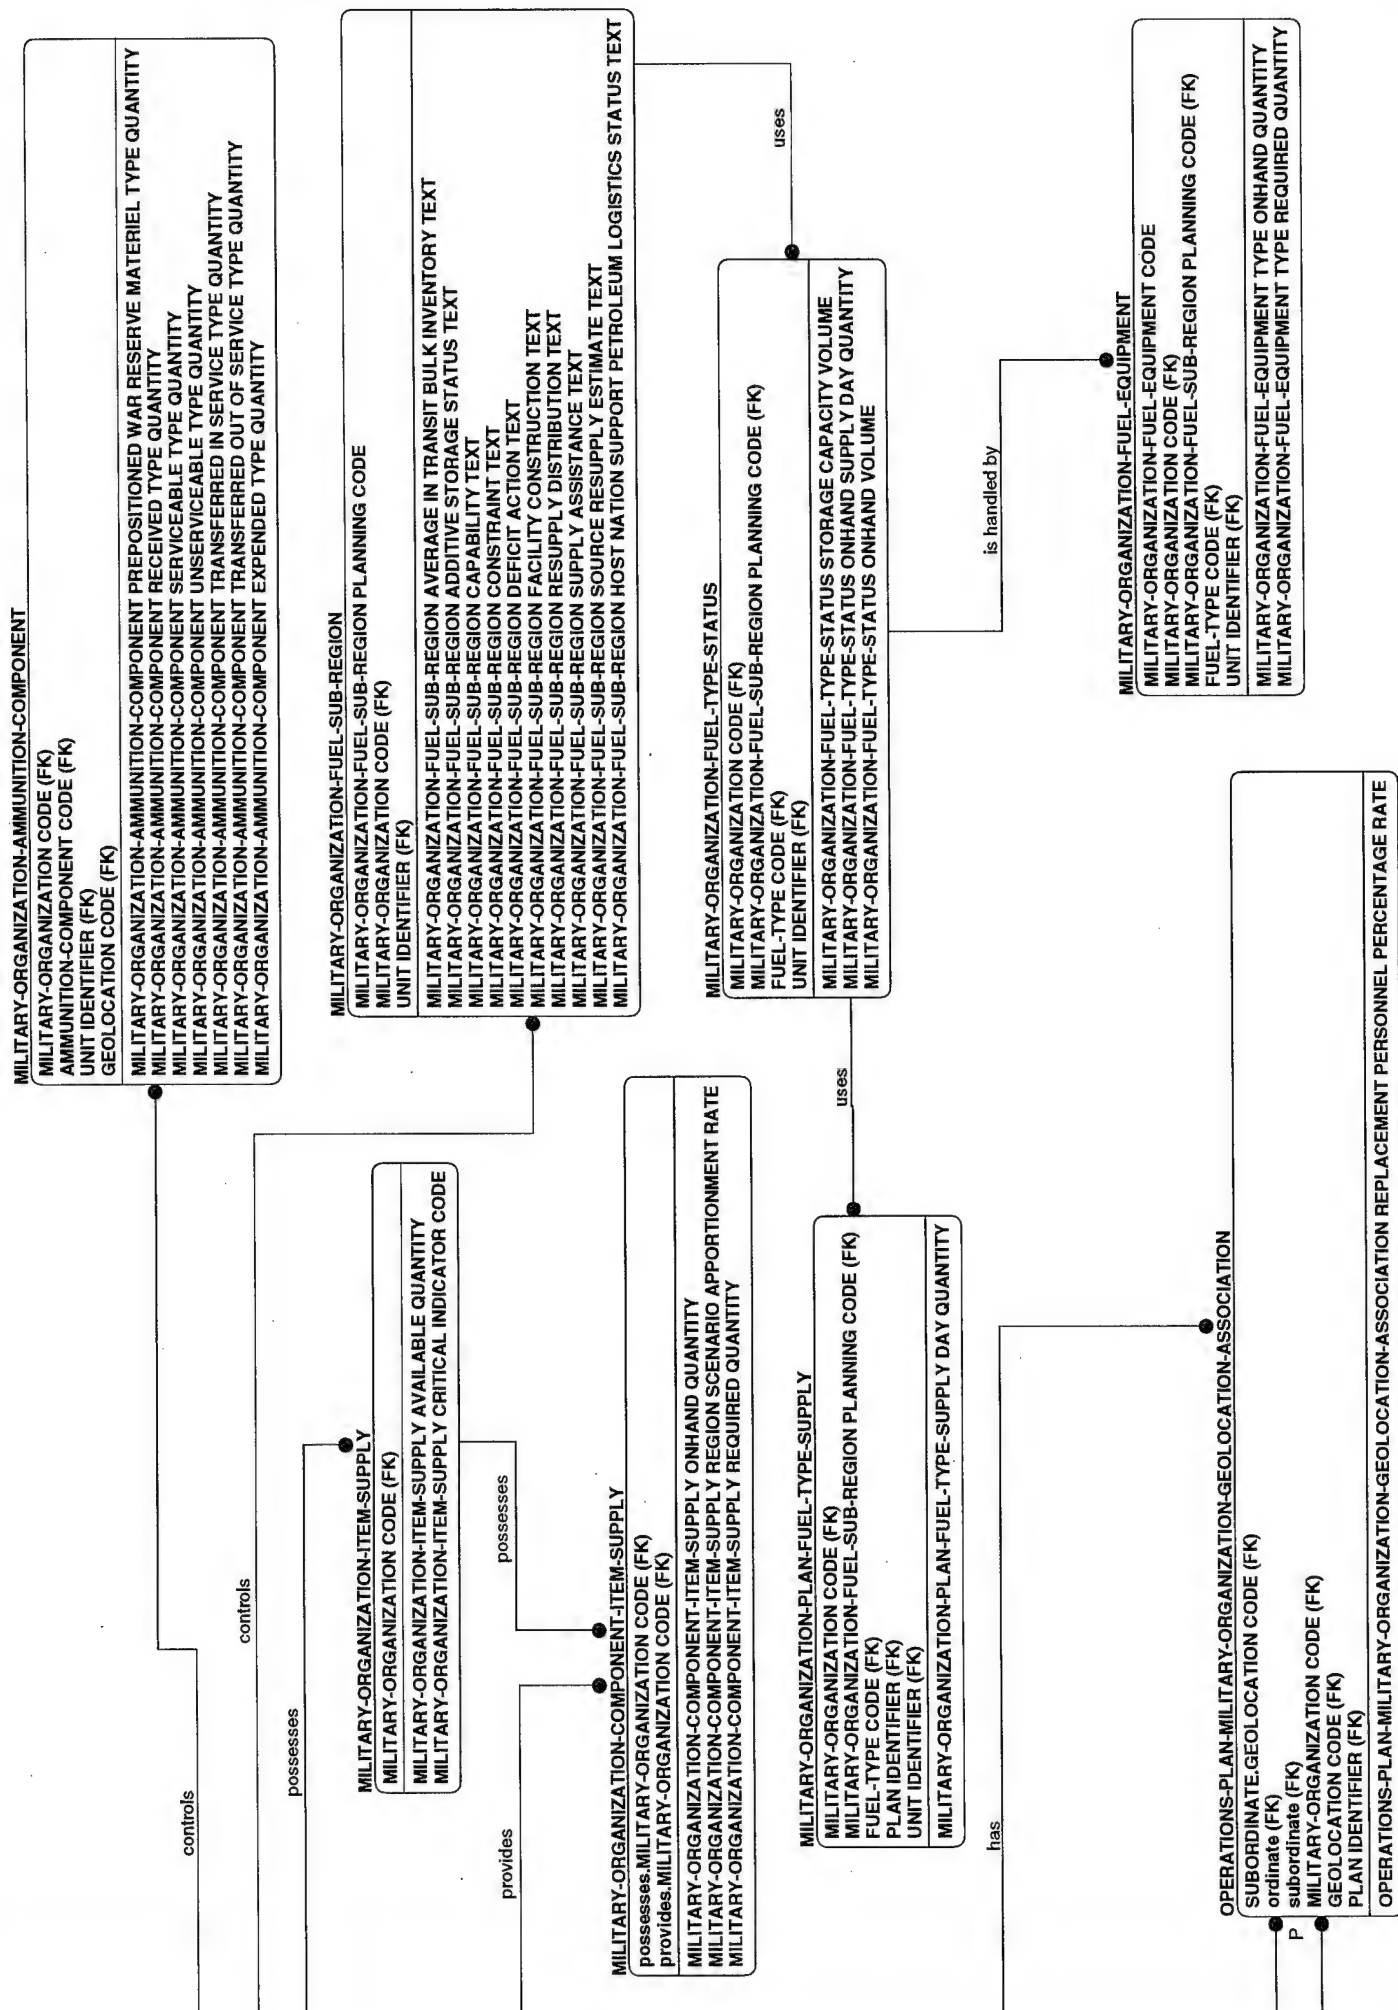 MILITARY-ORGANIZATION-AMMUNITION-COMPONENT
MILITARY-ORGANIZATION CODE (FK)
AMMUNITION-COMPONENT CODE (FK)
UNIT IDENTIFIER (FK)
GEOLOCATION CODE (FK)
MILITARY-ORGANIZATION-AMMUNITION-COMPONENT PREPOSITIONED WAR RESERVE MATERIEL TYPE QUANTITY
MILITARY-ORGANIZATION-AMMUNITION-COMPONENT RECEIVED TYPE QUANTITY
MILITARY-ORGANIZATION-AMMUNITION-COMPONENT SERVICEABLE TYPE QUANTITY
MILITARY-ORGANIZATION-AMMUNITION-COMPONENT UNSERVICEABLE TYPE QUANTITY
MILITARY-ORGANIZATION-AMMUNITION-COMPONENT TRANSFERRED IN SERVICE TYPE QUANTITY
MILITARY-ORGANIZATION-AMMUNITION-COMPONENT TRANSFERRED OUT OF SERVICE TYPE QUANTITY
MILITARY-ORGANIZATION-AMMUNITION-COMPONENT EXPENDED TYPE QUANTITY
controls
controls
MILITARY-ORGANIZATION-FUEL-SUB-REGION
MILITARY-ORGANIZATION-FUEL-SUB-REGION PLANNING CODE
MILITARY-ORGANIZATION CODE (FK)
UNIT IDENTIFIER (FK)
MILITARY-ORGANIZATION-FUEL-SUB-REGION AVERAGE IN TRANSIT BULK INVENTORY TEXT
MILITARY-ORGANIZATION-FUEL-SUB-REGION ADDITIVE STORAGE STATUS TEXT
MILITARY-ORGANIZATION-FUEL-SUB-REGION CAPABILITY TEXT
MILITARY-ORGANIZATION-FUEL-SUB-REGION CONSTRAINT TEXT
MILITARY-ORGANIZATION-FUEL-SUB-REGION DEFICIT ACTION TEXT
MILITARY-ORGANIZATION-FUEL-SUB-REGION FACILITY CONSTRUCTION TEXT
MILITARY-ORGANIZATION-FUEL-SUB-REGION RESUPPLY DISTRIBUTION TEXT
MILITARY-ORGANIZATION-FUEL-SUB-REGION SUPPLY ASSISTANCE TEXT
MILITARY-ORGANIZATION-FUEL-SUB-REGION SOURCE RESUPPLY ESTIMATE TEXT
MILITARY-ORGANIZATION-FUEL-SUB-REGION HOST NATION SUPPORT PETROLEUM LOGISTICS STATUS TEXT
possesses
MILITARY-ORGANIZATION-ITEM-SUPPLY
MILITARY-ORGANIZATION CODE (FK)
MILITARY-ORGANIZATION-ITEM-SUPPLY AVAILABLE QUANTITY
MILITARY-ORGANIZATION-ITEM-SUPPLY CRITICAL INDICATOR CODE
possesses
provides
MILITARY-ORGANIZATION-COMPONENT-ITEM-SUPPLY
possesses.MILITARY-ORGANIZATION CODE (FK)
provides.MILITARY-ORGANIZATION CODE (FK)
MILITARY-ORGANIZATION-COMPONENT-ITEM-SUPPLY ONHAND QUANTITY
MILITARY-ORGANIZATION-COMPONENT-ITEM-SUPPLY REGION SCENARIO APPORTIONMENT RATE
MILITARY-ORGANIZATION-COMPONENT-ITEM-SUPPLY REQUIRED QUANTITY
uses
MILITARY-ORGANIZATION-FUEL-TYPE-STATUS
MILITARY-ORGANIZATION CODE (FK)
MILITARY-ORGANIZATION-FUEL-SUB-REGION PLANNING CODE (FK)
FUEL-TYPE CODE (FK)
UNIT IDENTIFIER (FK)
MILITARY-ORGANIZATION-FUEL-TYPE-STATUS STORAGE CAPACITY VOLUME
MILITARY-ORGANIZATION-FUEL-TYPE-STATUS ONHAND SUPPLY DAY QUANTITY
MILITARY-ORGANIZATION-FUEL-TYPE-STATUS ONHAND VOLUME
uses
MILITARY-ORGANIZATION-PLAN-FUEL-TYPE-SUPPLY
MILITARY-ORGANIZATION CODE (FK)
MILITARY-ORGANIZATION-FUEL-SUB-REGION PLANNING CODE (FK)
FUEL-TYPE CODE (FK)
PLAN IDENTIFIER (FK)
UNIT IDENTIFIER (FK)
MILITARY-ORGANIZATION-PLAN-FUEL-TYPE-SUPPLY DAY QUANTITY
is handled by
MILITARY-ORGANIZATION-FUEL-EQUIPMENT
MILITARY-ORGANIZATION-FUEL-EQUIPMENT CODE
MILITARY-ORGANIZATION CODE (FK)
MILITARY-ORGANIZATION-FUEL-SUB-REGION PLANNING CODE (FK)
FUEL-TYPE CODE (FK)
UNIT IDENTIFIER (FK)
MILITARY-ORGANIZATION-FUEL-EQUIPMENT TYPE ONHAND QUANTITY
MILITARY-ORGANIZATION-FUEL-EQUIPMENT TYPE REQUIRED QUANTITY
has
OPERATIONS-PLAN-MILITARY-ORGANIZATION-GEOLOCATION-ASSOCIATION
SUBORDINATE.GEOLOCATION CODE (FK)
ordinate (FK)
P
subordinate (FK)
MILITARY-ORGANIZATION CODE (FK)
GEOLOCATION CODE (FK)
PLAN IDENTIFIER (FK)
OPERATIONS-PLAN-MILITARY-ORGANIZATION-GEOLOCATION-ASSOCIATION REPLACEMENT PERSONNEL PERCENTAGE RATE